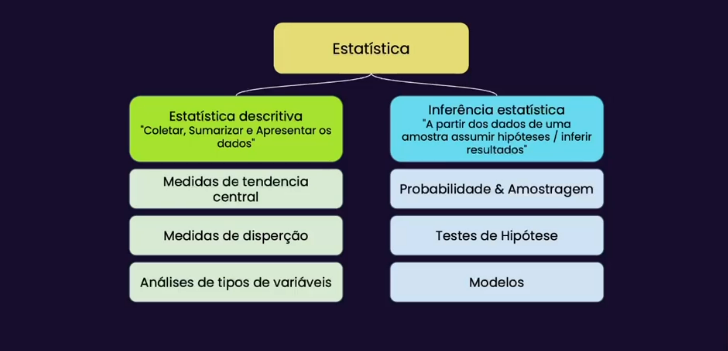 Estatística
Estatística descritiva
"Coletar, Sumarizar e Apresentar os
dados"
Medidas de tendencia
central
Medidas de disperção
Análises de tipos de variáveis
Inferência estatística
"A partir dos dados de uma
amostra assumir hipóteses / inferir
resultados"
Probabilidade & Amostragem
Testes de Hipótese
Modelos